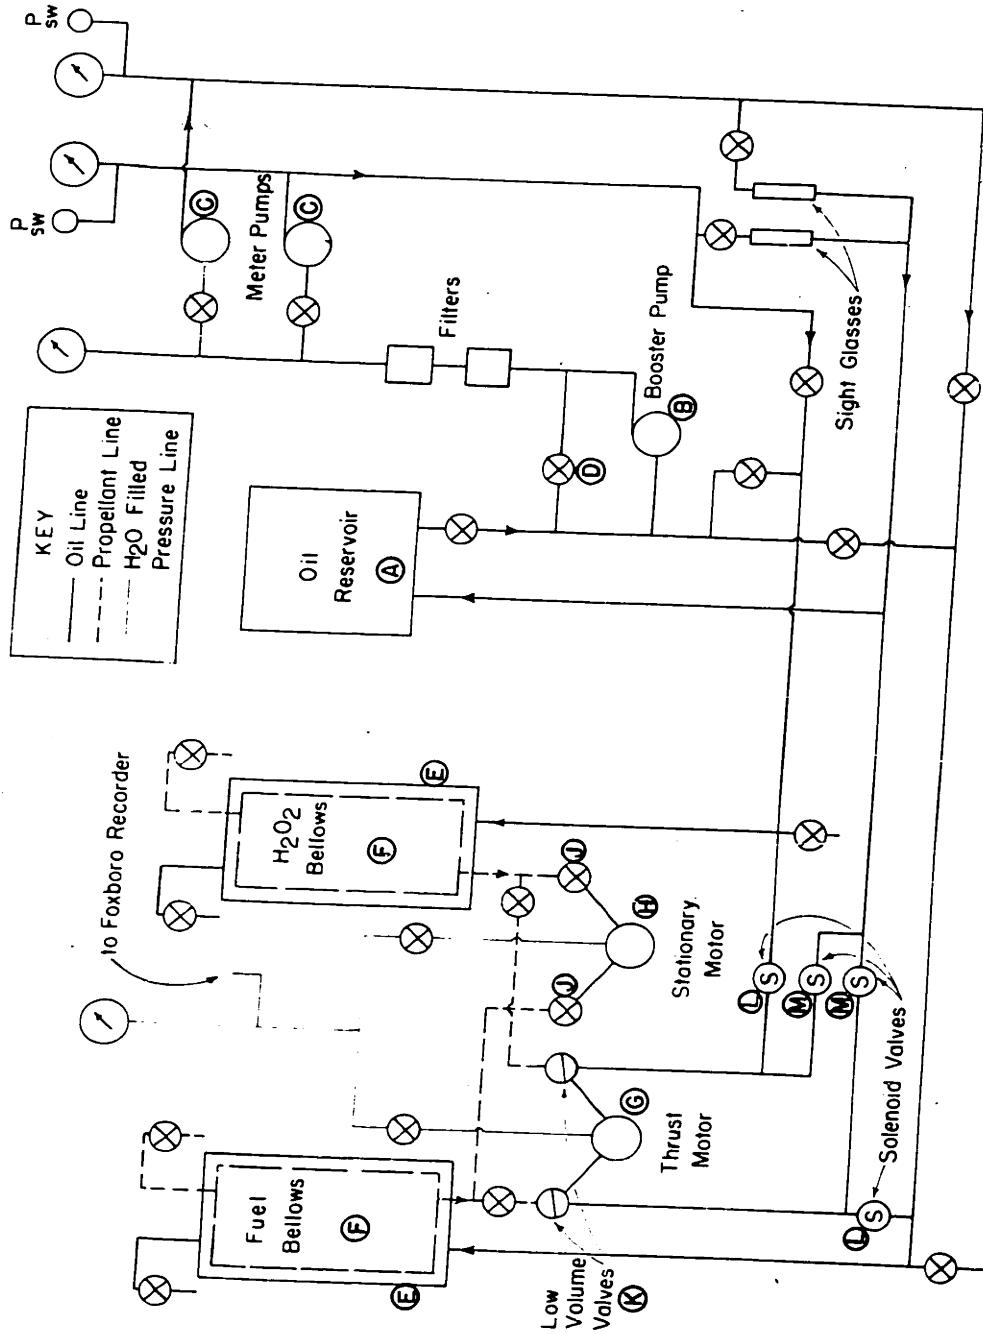 P
SW
P
SW
C
C
Meter Pumps
Filters
Booster Pump
B
D
Sight Glasses
KEY
Oil Line
Propellant Line
H2O Filled
Pressure Line
Oil
Reservoir
A
to Foxboro Recorder
E
H2O2
Bellows
F
J
J
H
Stationary
Motor
L
M
M
Solenoid Valves
L
G
Thrust
Motor
Fuel
Bellows
F
E
Low
Volume
Valves
K
S
S
S
S